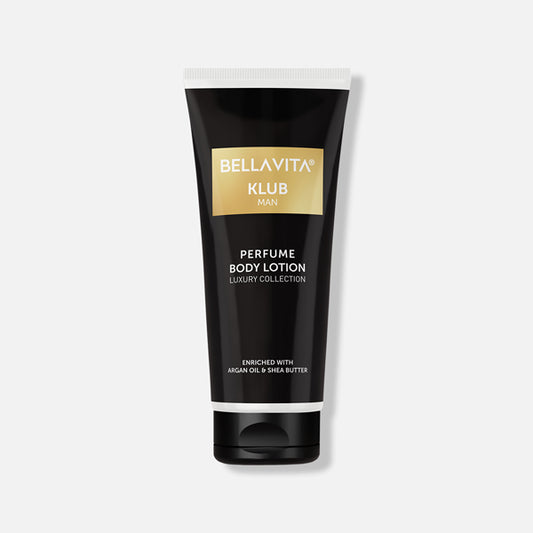 BELLAVITA®
KLUB
MAN
PERFUME
BODY LOTION
LUXURY COLLECTION
ENRICHED WITH
ARGAN OIL & SHEA BUTTER